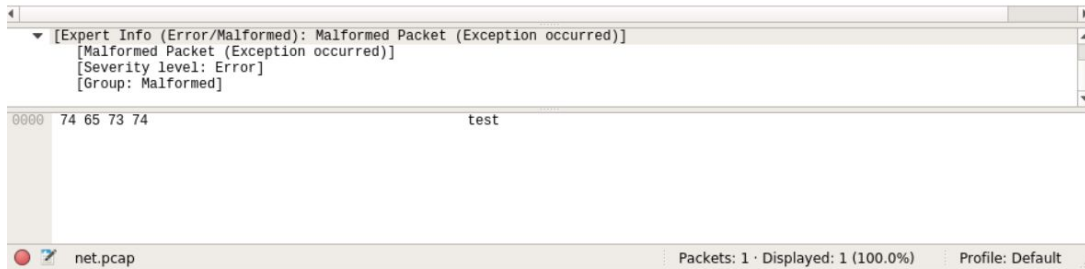 [Expert Info (Error/Malformed): Malformed Packet (Exception occurred)]
[Malformed Packet (Exception occurred)]
[Severity level: Error]
[Group: Malformed]
0000 74 65 73 74 test
net.pcap Packets: 1 · Displayed: 1 (100.0%) Profile: Default